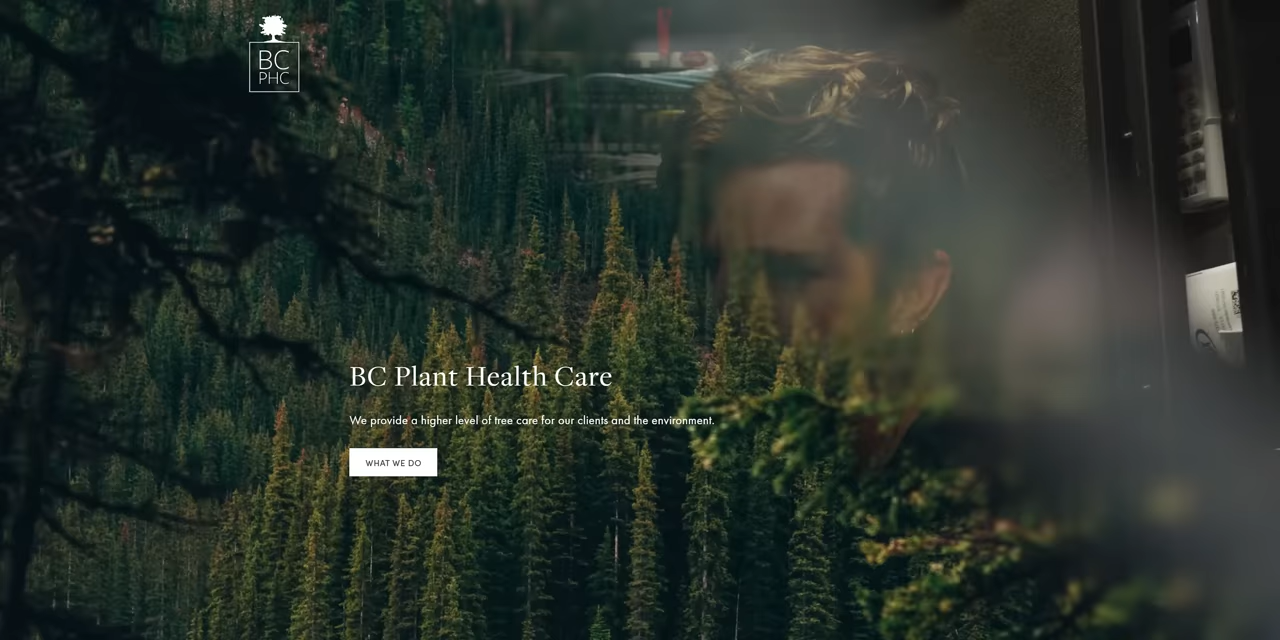 BC
PHC
BC Plant Health Care
We provide a higher level of tree care for our clients and the environment.
WHAT WE DO